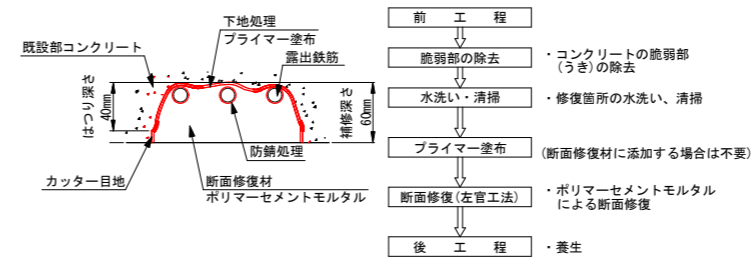 下地処理
プライマー塗布
既設部コンクリート
露出鉄筋
はつり深さ
40mm
補修深さ
60mm
防錆処理
カッター目地
断面修復材
ポリマーセメントモルタル
前 工 程
脆弱部の除去
・コンクリートの脆弱部
(うき)の除去
水洗い・清掃
・修復箇所の水洗い、清掃
プライマー塗布
(断面修復材に添加する場合は不要)
断面修復(左官工法)
・ポリマーセメントモルタル
による断面修復
後 工 程
・養生